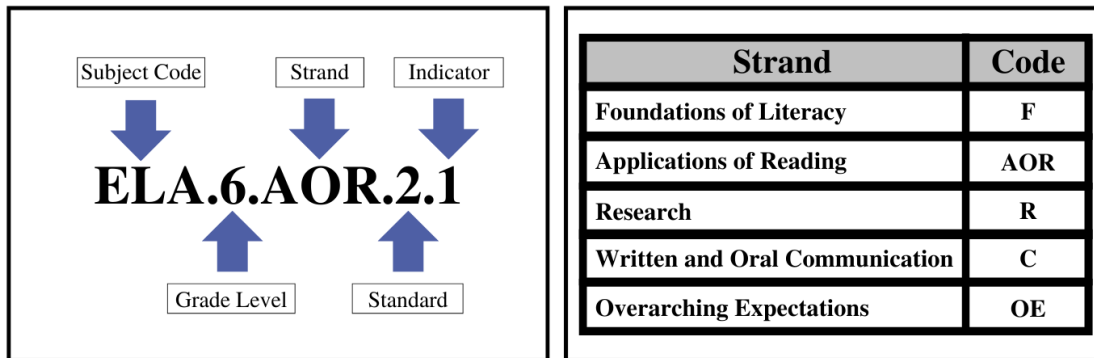 Subject Code
Strand
Indicator
ELA.6.AOR.2.1
Grade Level
Standard
Strand Code
Foundations of Literacy F
Applications of Reading AOR
Research R
Written and Oral Communication C
Overarching Expectations OE